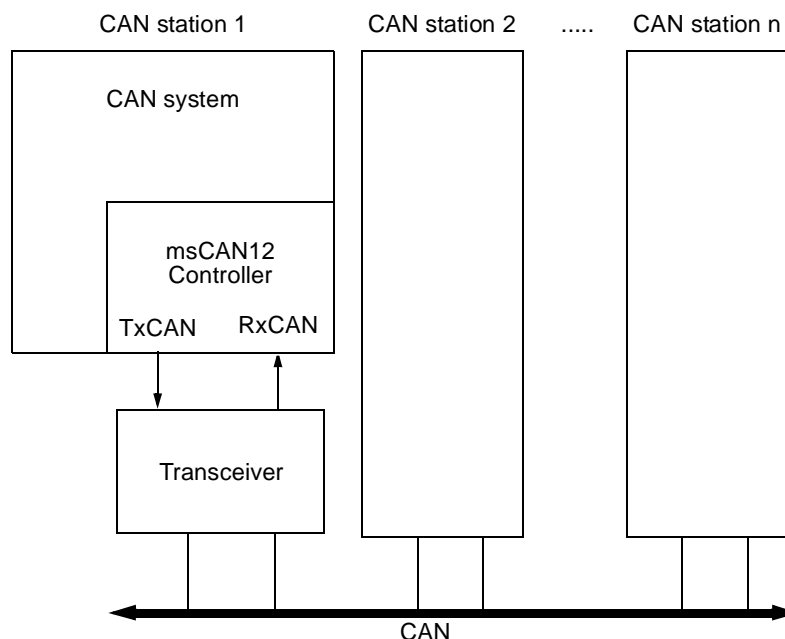 CAN station 1
CAN station 2
.....
CAN station n
CAN system
msCAN12
Controller
TxCAN
RxCAN
Transceiver
CAN